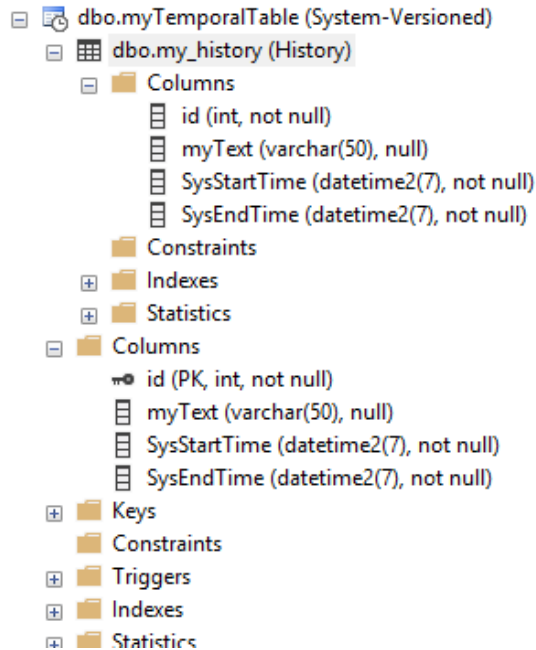 dbo.myTemporalTable (System-Versioned)
dbo.my_history (History)
Columns
id (int, not null)
myText (varchar(50), null)
SysStartTime (datetime2(7), not null)
SysEndTime (datetime2(7), not null)
Constraints
Indexes
Statistics
Columns
id (PK, int, not null)
myText (varchar(50), null)
SysStartTime (datetime2(7), not null)
SysEndTime (datetime2(7), not null)
Keys
Constraints
Triggers
Indexes
Statistics